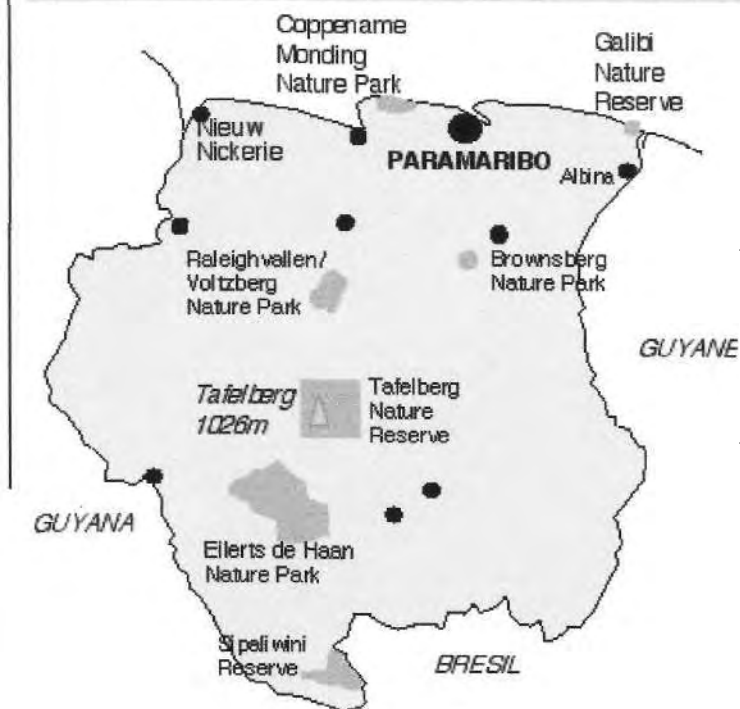 Coppename
Monding
Nature Park
Galibi
Nature
Reserve
Nieuw
Nickerie
PARAMARIBO
Albina
Raleighvallen/
Voltzberg
Nature Park
Brownsberg
Nature Park
GUYANE
Tafelberg
1026m
Tafelberg
Nature
Reserve
GUYANA
Eilerts de Haan
Nature Park
Sipaliwini
Reserve
BRESIL